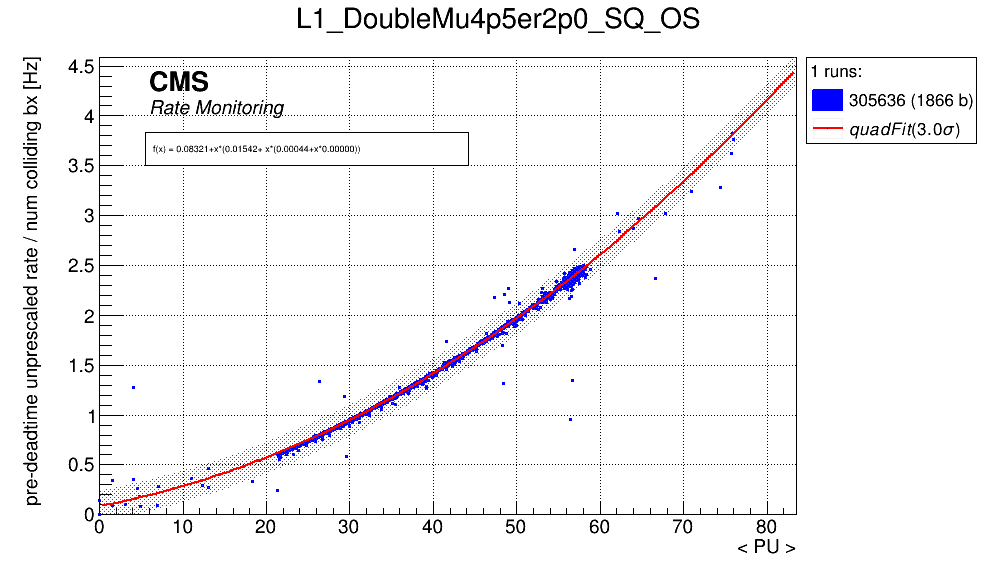 L1_DoubleMu4p5er2p0_SQ_OS
pre-deadtime unprescaled rate / num colliding bx [Hz]
CMS
Rate Monitoring
f(x) = 0.08321+x*(0.01542+ x*(0.00044+x*0.00000))
4.5
4
3.5
3
2.5
2
1.5
1
0.5
0
0 10 20 30 40 50 60 70 80
< PU >
1 runs:
305636 (1866 b)
quadFit(3.0σ)